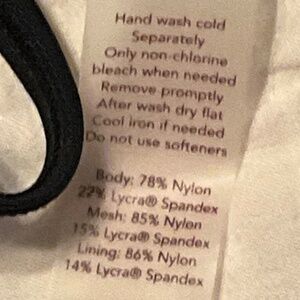 Hand wash cold
Separately
Only non-chlorine
bleach when needed
Remove promptly
After wash dry flat
Cool iron if needed
Do not use softeners
Body: 78% Nylon
22% Lycra® Spandex
Mesh: 85% Nylon
15% Lycra® Spandex
Lining: 86% Nylon
14% Lycra® Spandex